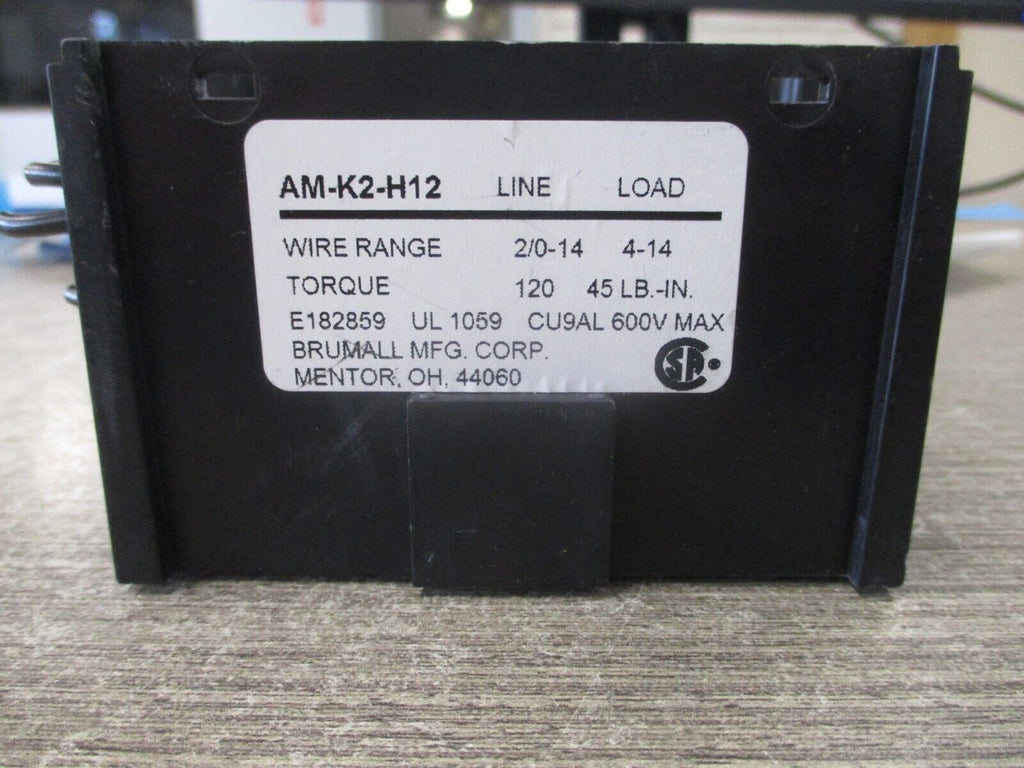 AM-K2-H12 LINE LOAD
WIRE RANGE 2/0-14 4-14
TORQUE 120 45 LB.-IN.
E182859 UL 1059 CU9AL 600V MAX
BRUMALL MFG. CORP.
MENTOR, OH, 44060
CSA